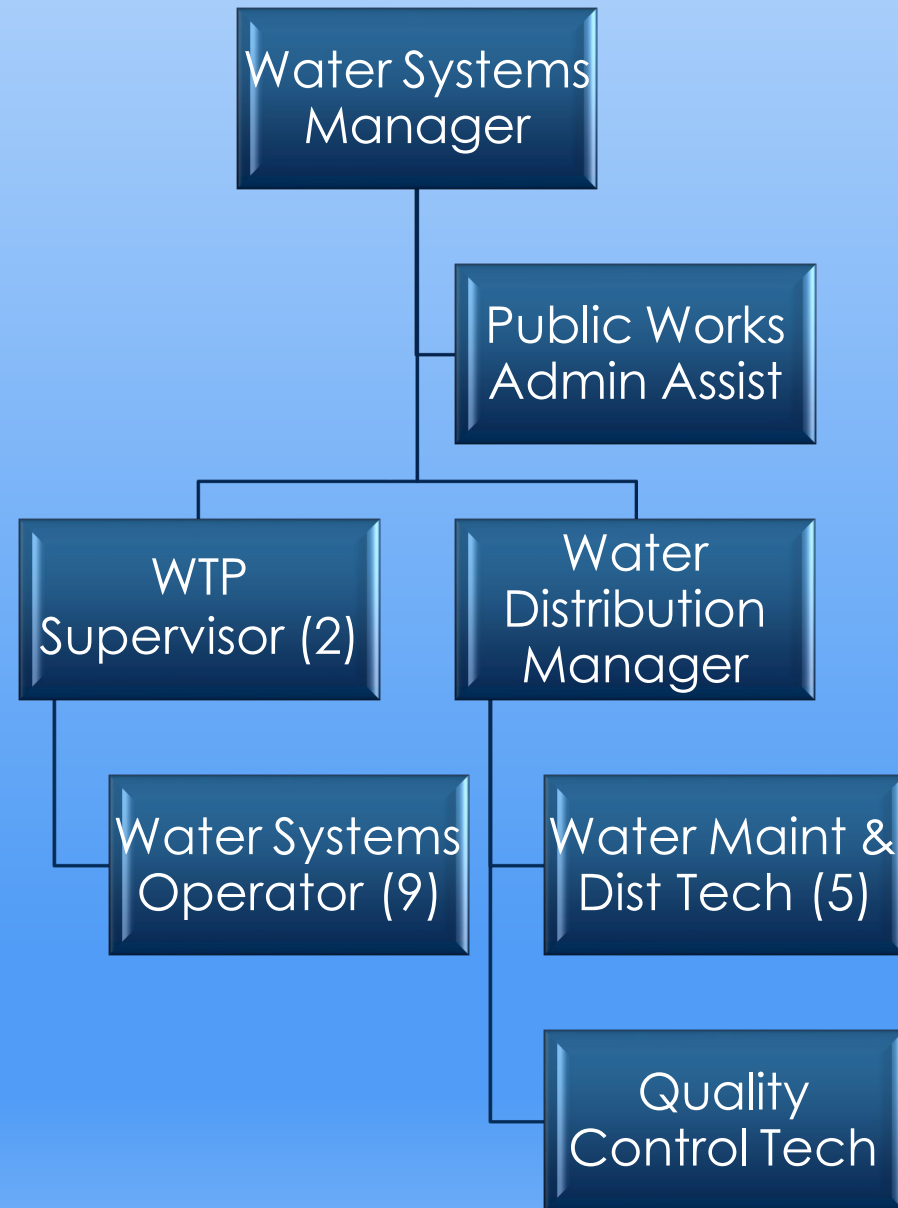 Water Systems
Manager
Public Works
Admin Assist
WTP
Supervisor (2)
Water
Distribution
Manager
Water Systems
Operator (9)
Water Maint &
Dist Tech (5)
Quality
Control Tech